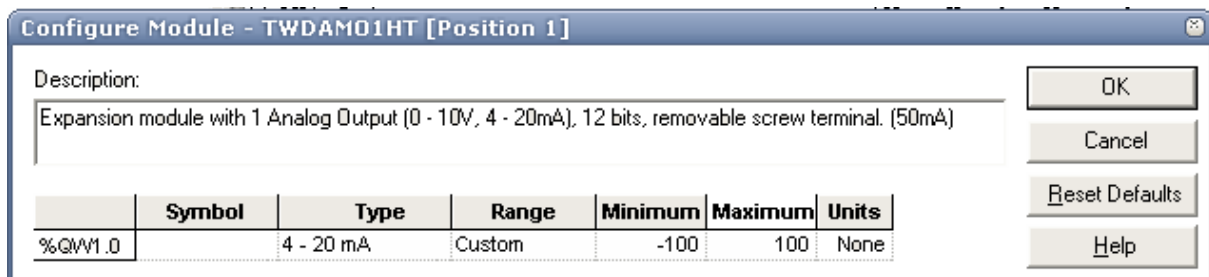 Configure Module - TWDAMO1HT [Position 1]
Description:
OK
Expansion module with 1 Analog Output (0 - 10V, 4 - 20mA), 12 bits, removable screw terminal. (50mA)
Cancel
Reset Defaults
Symbol Type Range Minimum Maximum Units
%QW1.0 4 - 20 mA Custom -100 100 None
Help